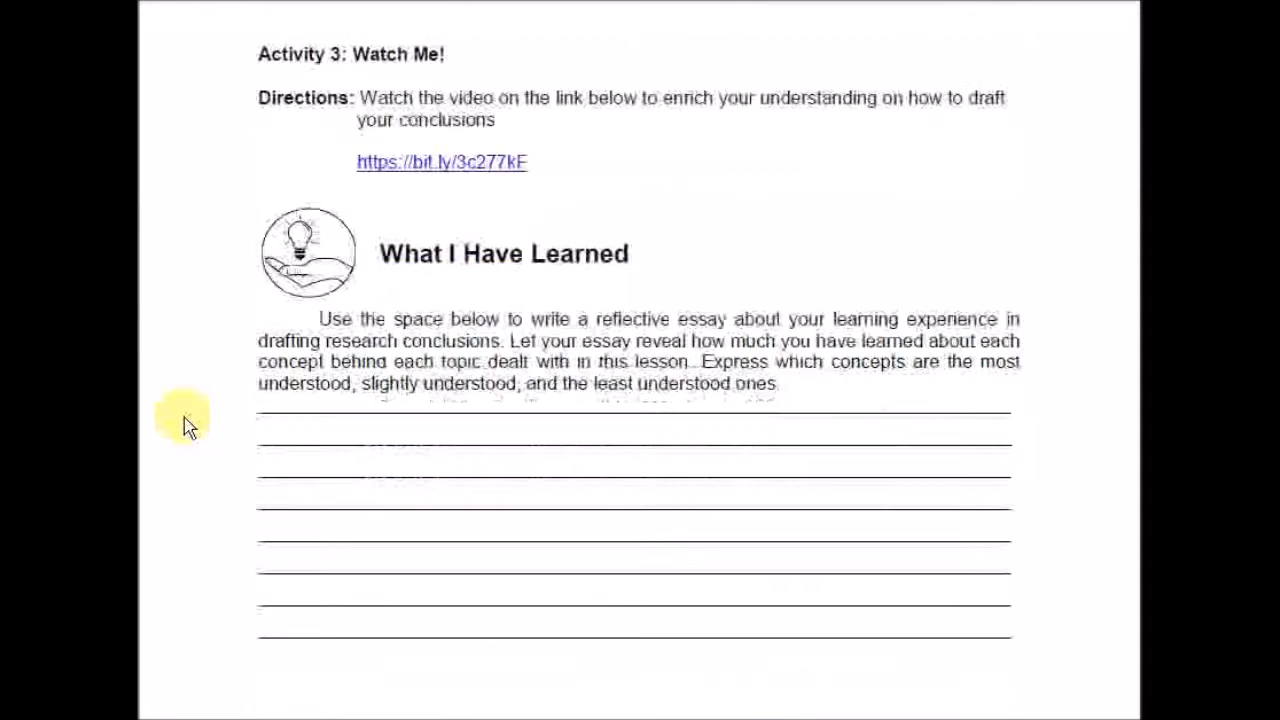 Activity 3: Watch Me!
Directions: Watch the video on the link below to enrich your understanding on how to draft
your conclusions
https://bit.ly/3c277kF
What I Have Learned
Use the space below to write a reflective essay about your learning experience in
drafting research conclusions. Let your essay reveal how much you have learned about each
concept behind each topic dealt with in this lesson. Express which concepts are the most
understood, slightly understood, and the least understood ones